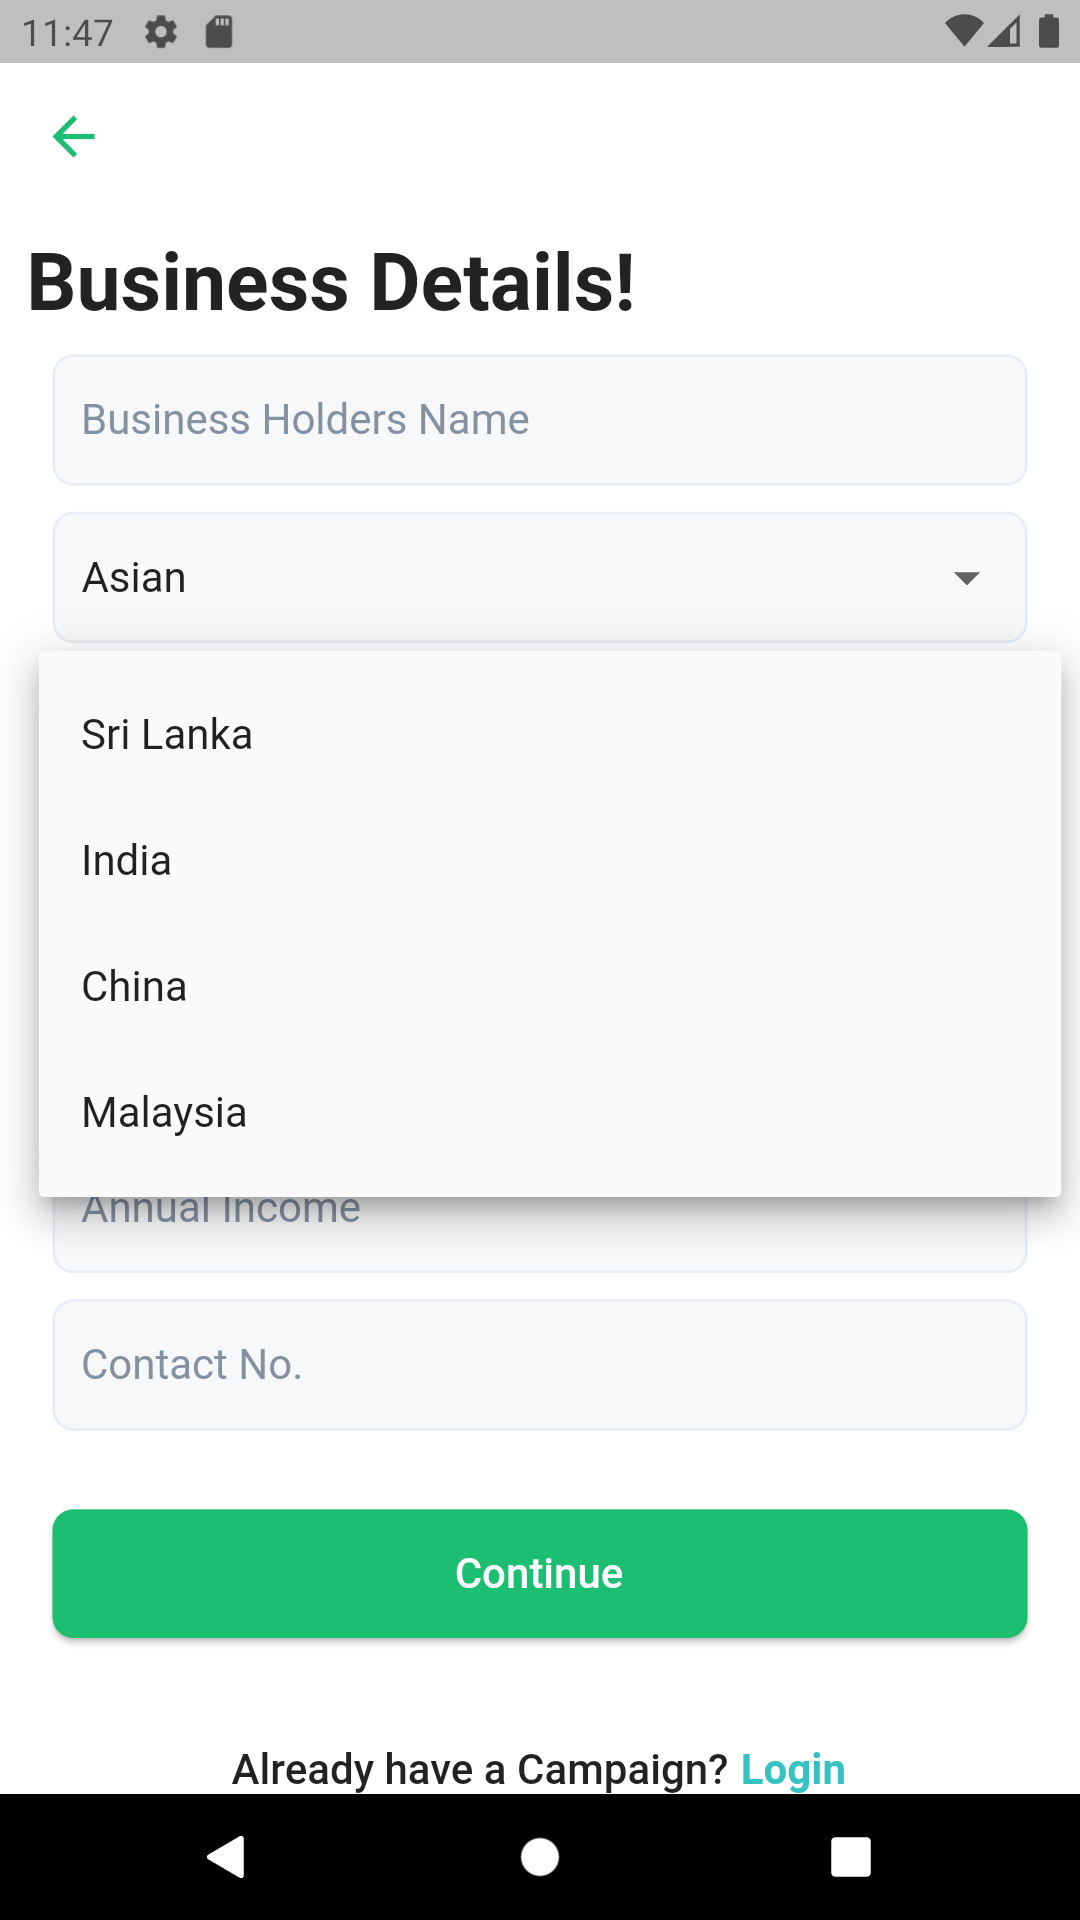 11:47
Business Details!
Business Holders Name
Asian
Sri Lanka
India
China
Malaysia
Annual Income
Contact No.
Continue
Already have a Campaign? Login